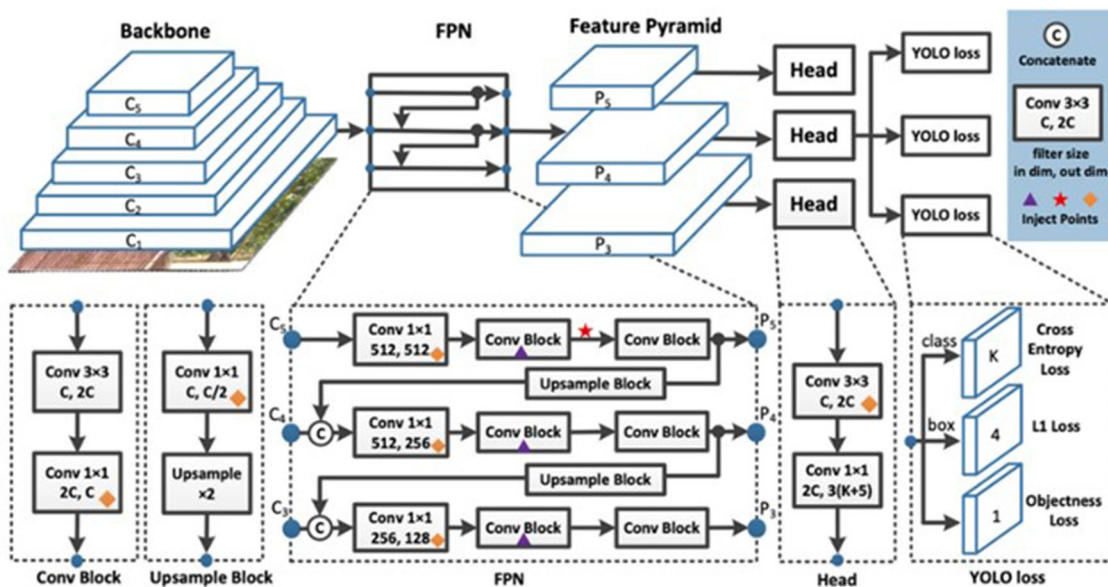 Backbone
FPN
Feature Pyramid
C5
C4
C3
C2
C1
P5
P4
P3
Head
Head
Head
YOLO loss
YOLO loss
YOLO loss
C
Concatenate
Conv 3×3
C, 2C
filter size
in dim, out dim
Inject Points
Conv 3×3
C, 2C
Conv 1×1
2C, C
Conv Block
Conv 1×1
C, C/2
Upsample
×2
Upsample Block
C5
Conv 1×1
512, 512
Conv Block
Conv Block
P5
Upsample Block
C4
C
Conv 1×1
512, 256
Conv Block
Conv Block
P4
Upsample Block
C3
C
Conv 1×1
256, 128
Conv Block
Conv Block
P3
FPN
Conv 3×3
C, 2C
Conv 1×1
2C, 3(K+5)
Head
class
K
Cross
Entropy
Loss
box
4
L1 Loss
1
Objectness
Loss
YOLO loss